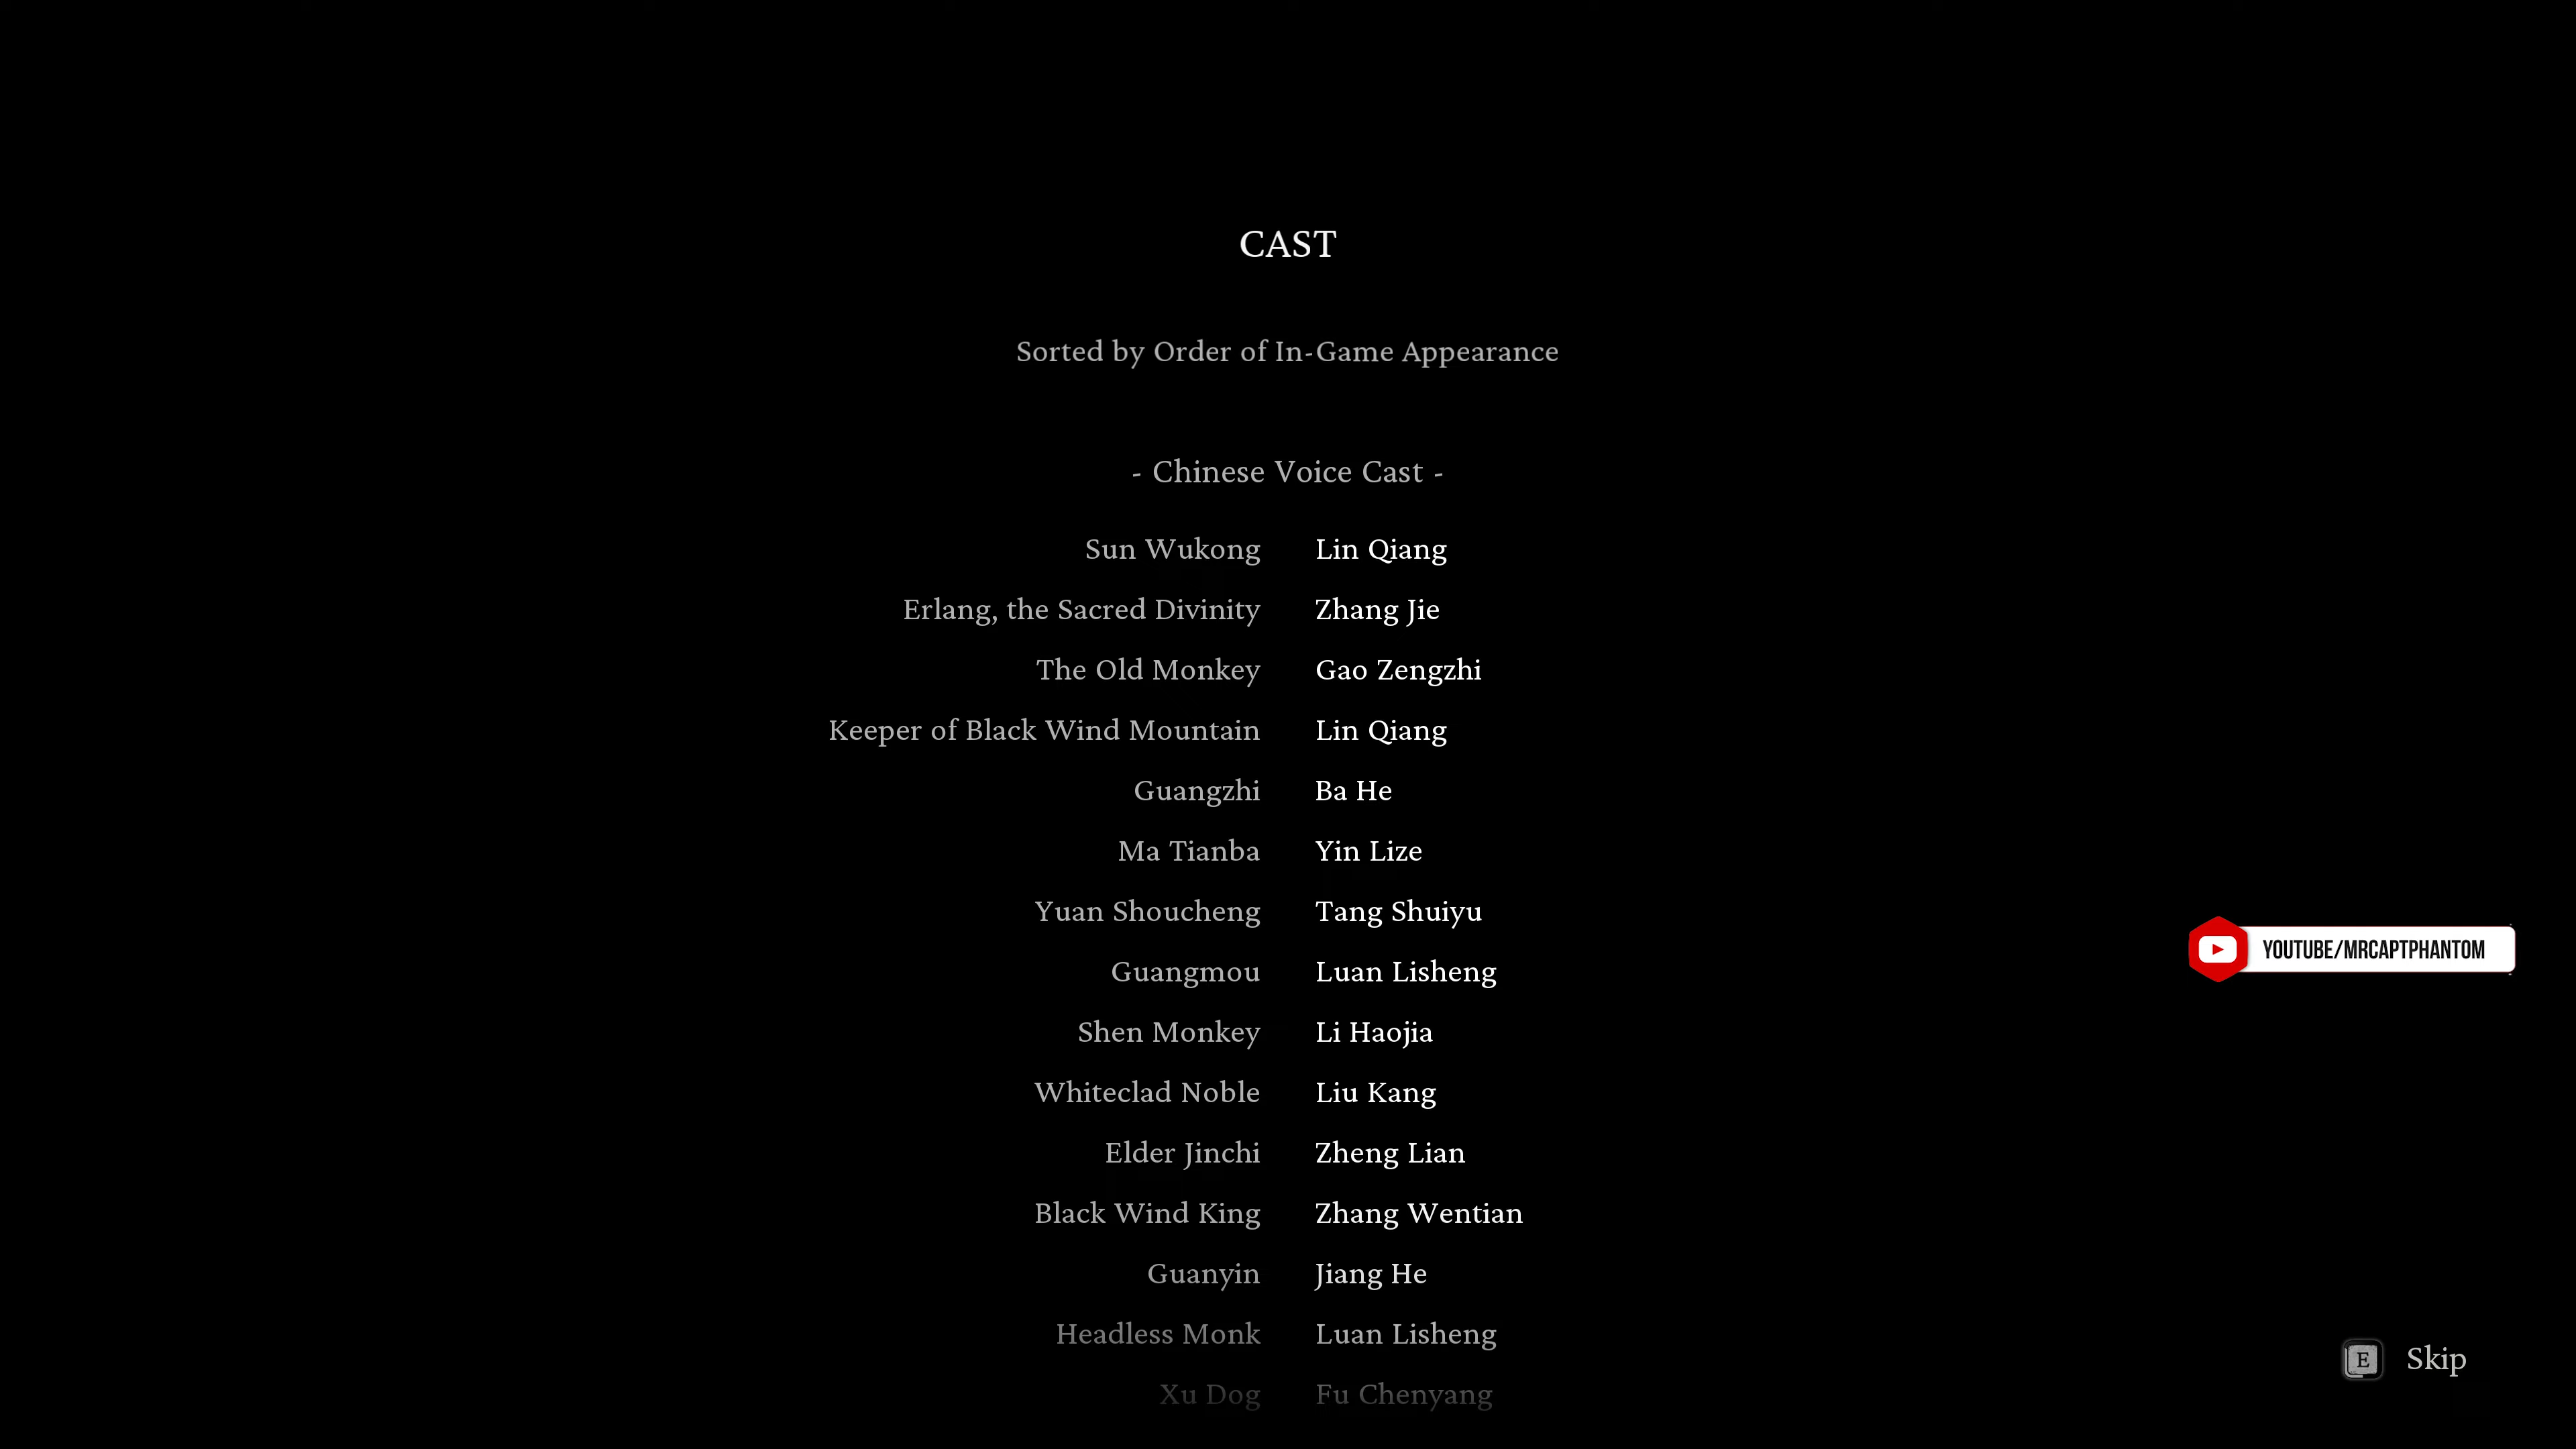 CAST
Sorted by Order of In-Game Appearance
- Chinese Voice Cast -
Sun Wukong Lin Qiang
Erlang, the Sacred Divinity Zhang Jie
The Old Monkey Gao Zengzhi
Keeper of Black Wind Mountain Lin Qiang
Guangzhi Ba He
Ma Tianba Yin Lize
Yuan Shoucheng Tang Shuiyu
YOUTUBE/MRCAPTPHANTOM
Guangmou Luan Lisheng
Shen Monkey Li Haojia
Whiteclad Noble Liu Kang
Elder Jinchi Zheng Lian
Black Wind King Zhang Wentian
Guanyin Jiang He
Headless Monk Luan Lisheng
E Skip
Xu Dog Fu Chenyang